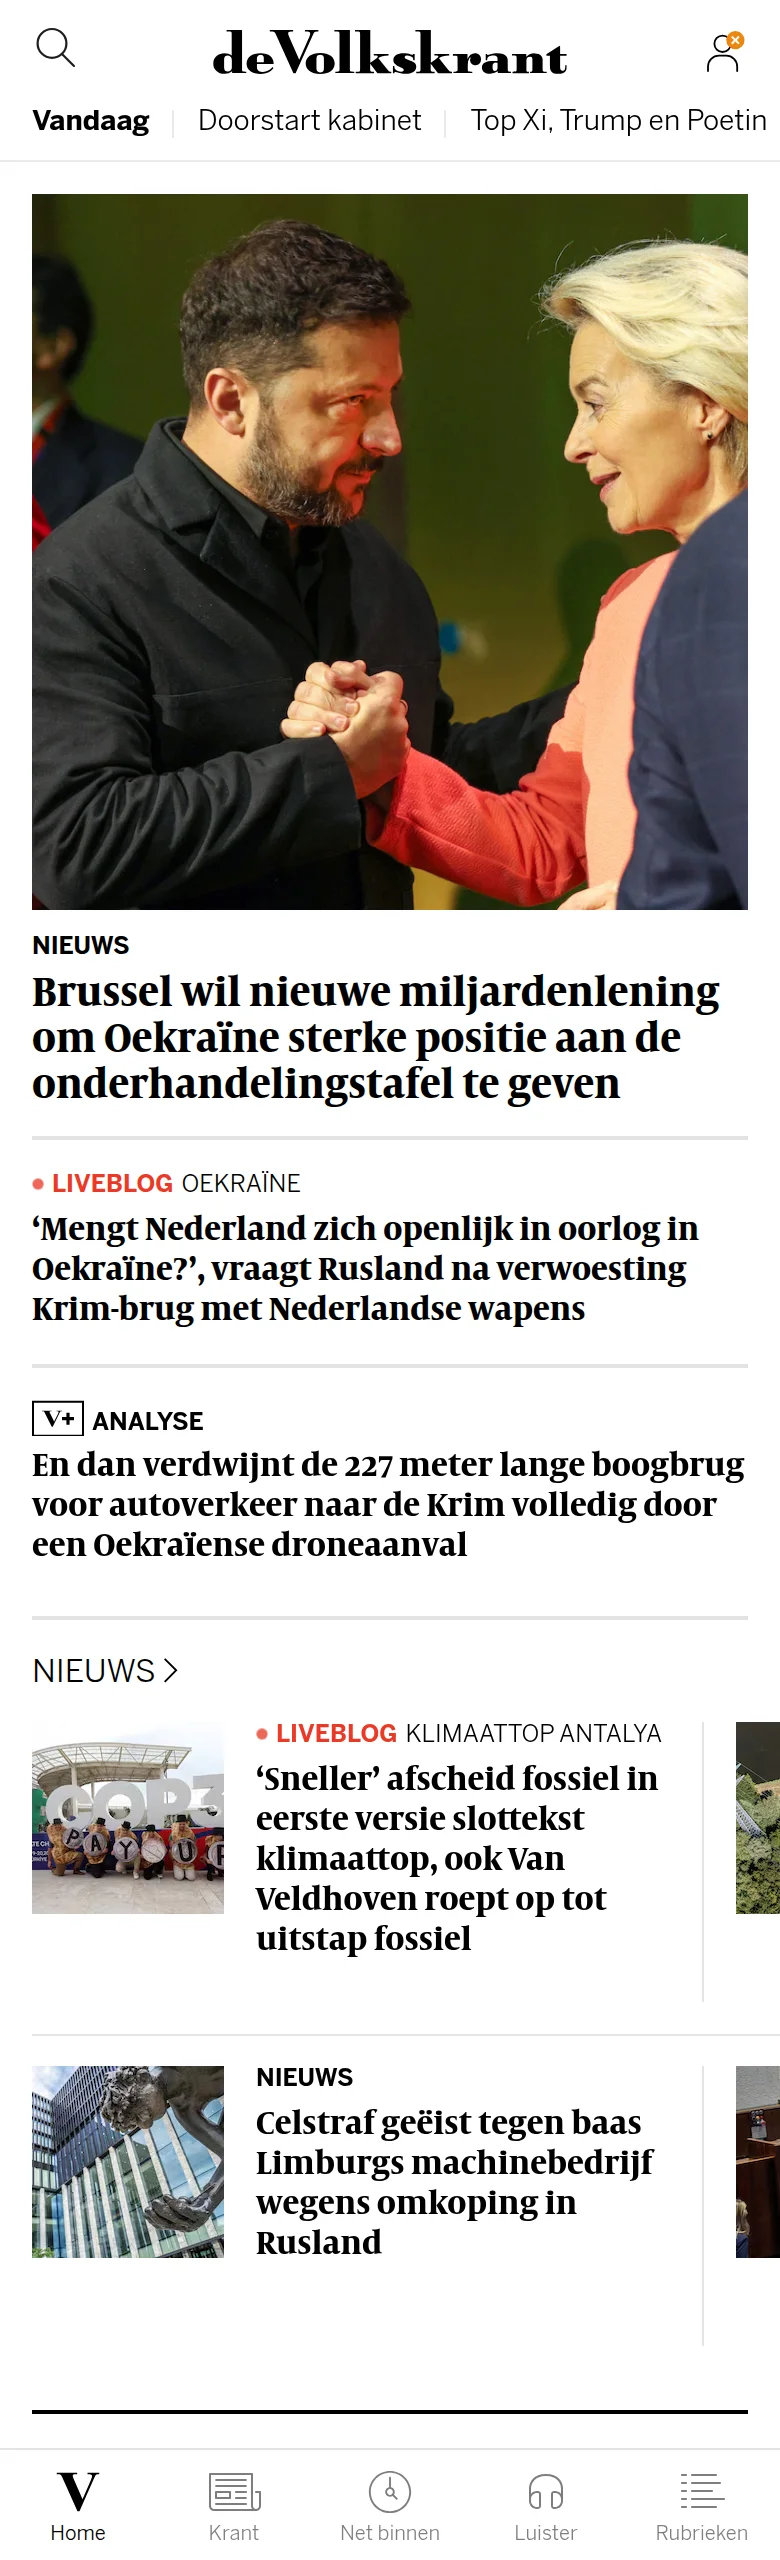 deVolkskrant
Vandaag
Doorstart kabinet
Top Xi, Trump en Poetin
NIEUWS
Brussel wil nieuwe miljardenlening
om Oekraïne sterke positie aan de
onderhandelingstafel te geven
LIVEBLOG OEKRAÏNE
‘Mengt Nederland zich openlijk in oorlog in
Oekraïne?’, vraagt Rusland na verwoesting
Krim-brug met Nederlandse wapens
V+ ANALYSE
En dan verdwijnt de 227 meter lange boogbrug
voor autoverkeer naar de Krim volledig door
een Oekraïense droneaanval
NIEUWS
COP3
PAY UP
LIVEBLOG KLIMAATTOP ANTALYA
‘Sneller’ afscheid fossiel in
eerste versie slottekst
klimaattop, ook Van
Veldhoven roept op tot
uitstap fossiel
NIEUWS
Celstraf geëist tegen baas
Limburgs machinebedrijf
wegens omkoping in
Rusland
V
Home
Krant
Net binnen
Luister
Rubrieken